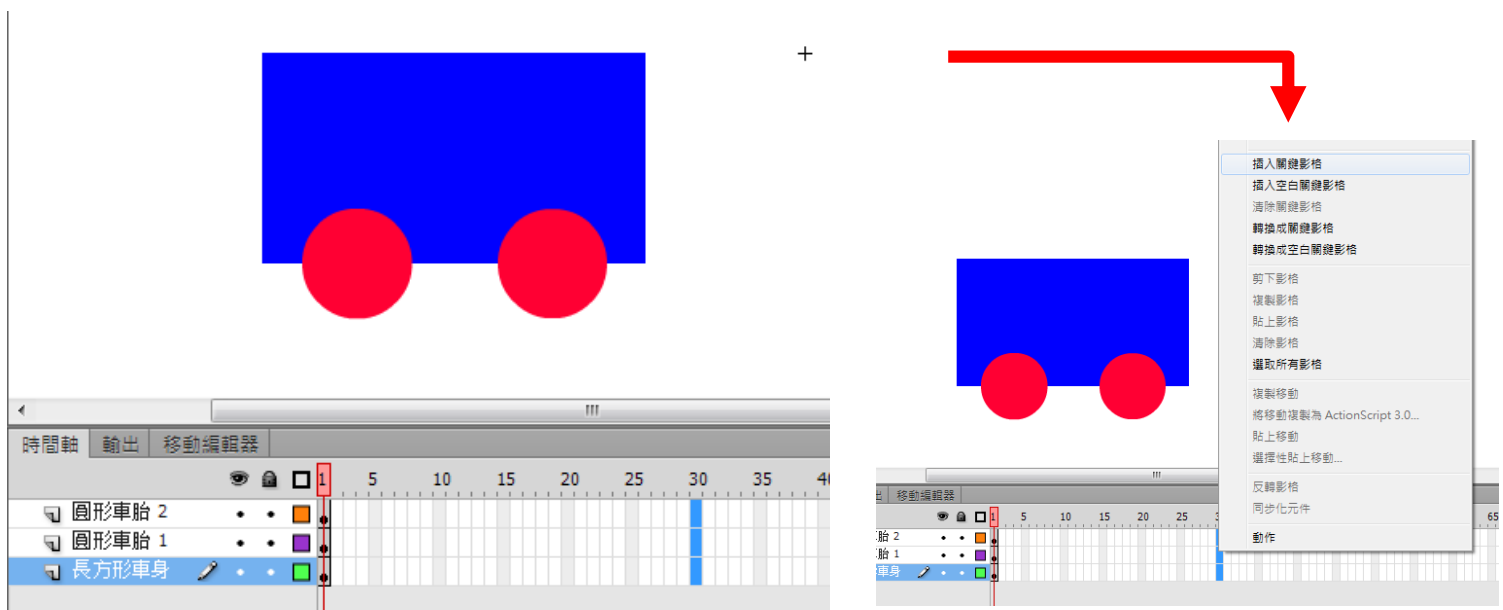 時間軸 輸出 移動編輯器
1 5 10 15 20 25 30 35 40
圓形車胎 2
圓形車胎 1
長方形車身
插入關鍵影格
插入空白關鍵影格
清除關鍵影格
轉換成關鍵影格
轉換成空白關鍵影格
剪下影格
複製影格
貼上影格
清除影格
選取所有影格
複製移動
將移動複製為 ActionScript 3.0...
貼上移動
選擇性貼上移動...
反轉影格
同步化元件
動作
出 移動編輯器
1 5 10 15 20 25 3 65
胎 2
胎 1
車身